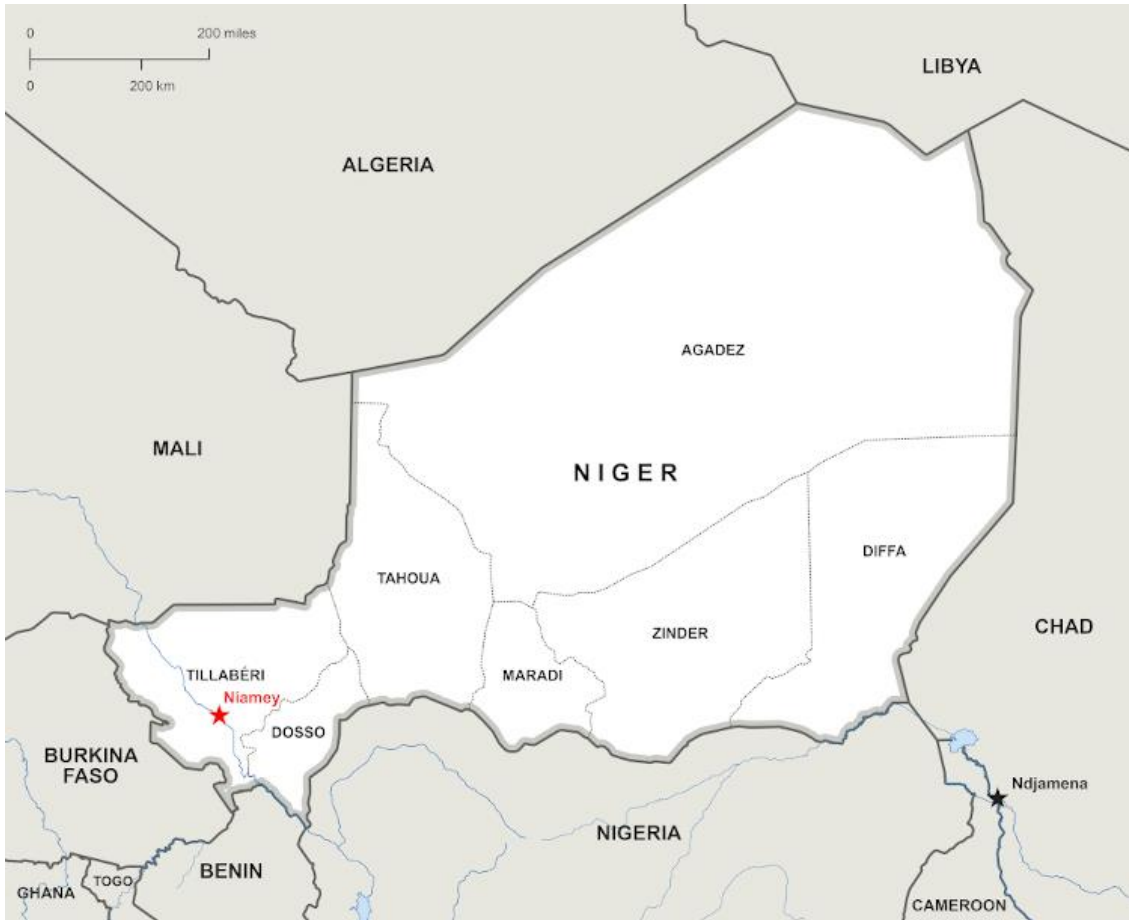 0 200 miles
0 200 km
LIBYA
ALGERIA
AGADEZ
MALI
NIGER
DIFFA
TAHOUA
CHAD
ZINDER
MARADI
TILLABÉRI
Niamey
DOSSO
BURKINA
FASO
Ndjamena
NIGERIA
BENIN
TOGO
GHANA
CAMEROON